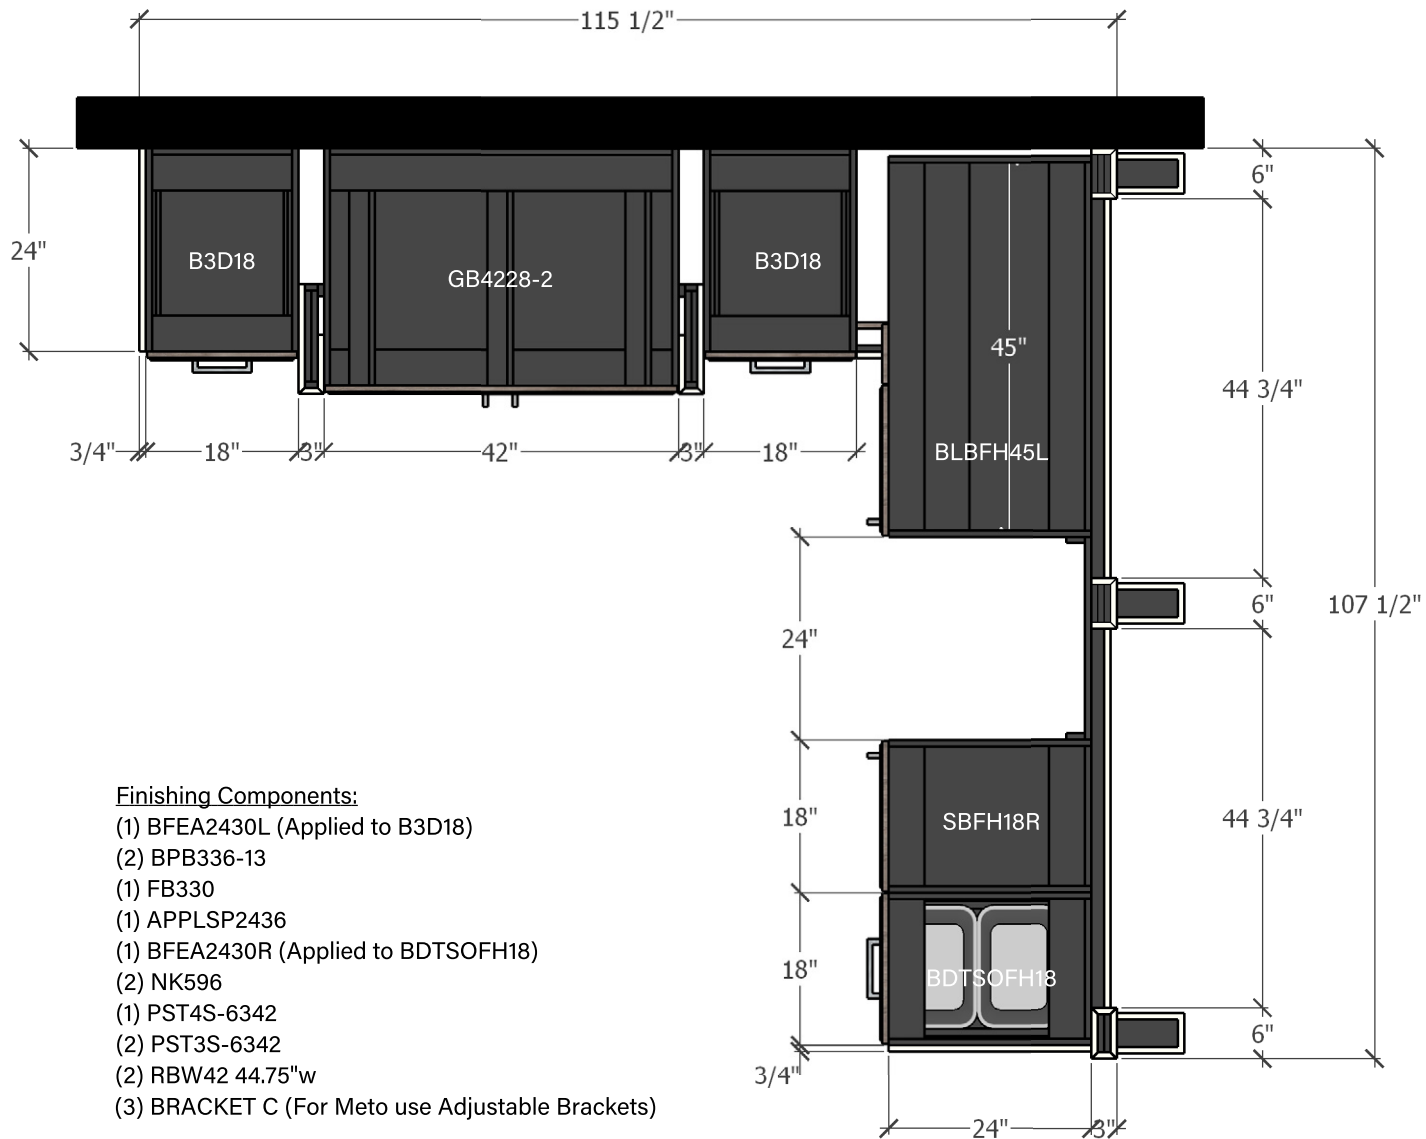 115 1/2"
6"
24"
B3D18
GB4228-2
B3D18
45"
44 3/4"
3/4"
18"
3"
42"
3"
18"
BLBFH45L
6"
107 1/2"
24"
18"
SBFH18R
44 3/4"
18"
BDTSOFH18
6"
3/4"
24"
3"
Finishing Components:
(1) BFEA2430L (Applied to B3D18)
(2) BPB336-13
(1) FB330
(1) APPLSP2436
(1) BFEA2430R (Applied to BDTSOFH18)
(2) NK596
(1) PST4S-6342
(2) PST3S-6342
(2) RBW42 44.75"w
(3) BRACKET C (For Meto use Adjustable Brackets)